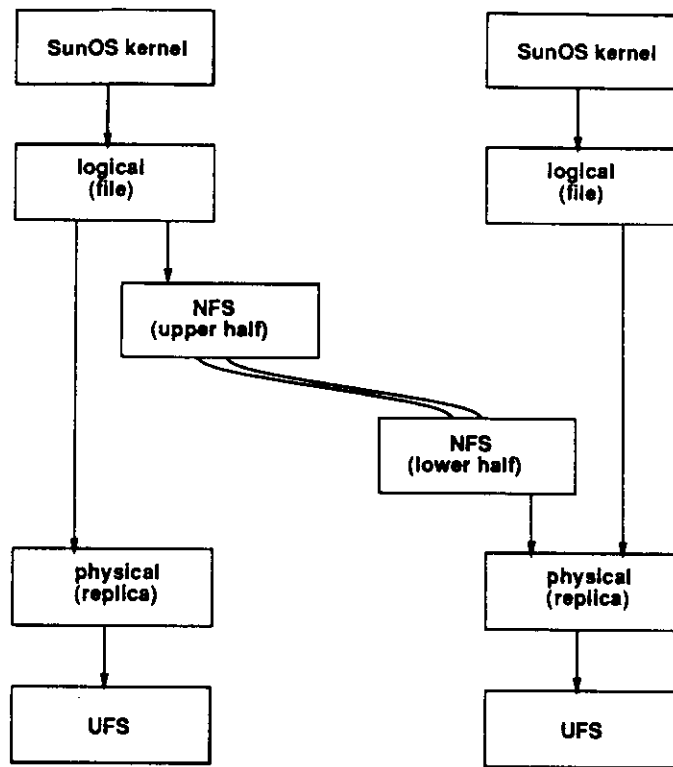 SunOS kernel
SunOS kernel
logical
(file)
logical
(file)
NFS
(upper half)
NFS
(lower half)
physical
(replica)
physical
(replica)
UFS
UFS